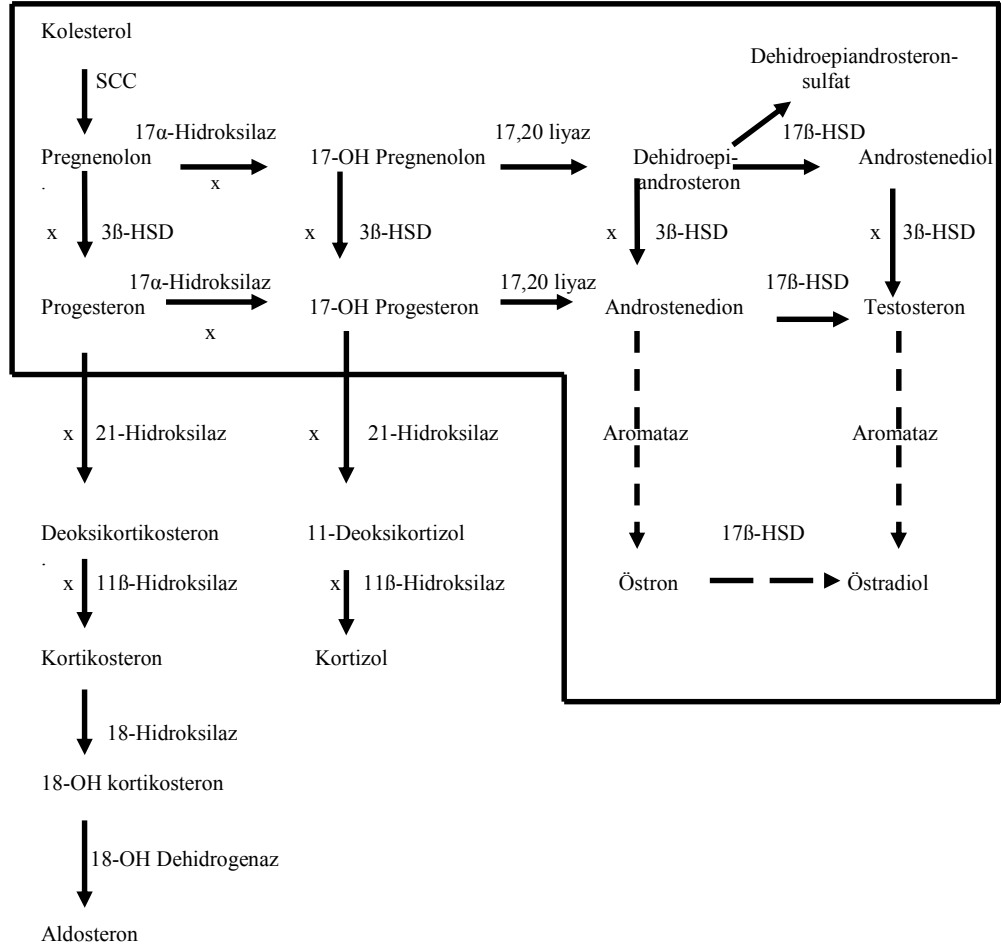 Kolesterol
SCC
Dehidroepiandrosteron-
sulfat
17α-Hidroksilaz
17,20 liyaz
17ß-HSD
Pregnenolon
17-OH Pregnenolon
Dehidroepi-
androsteron
Androstenediol
.
x
x
3ß-HSD
x
3ß-HSD
x
3ß-HSD
x
3ß-HSD
17α-Hidroksilaz
17,20 liyaz
17ß-HSD
Progesteron
17-OH Progesteron
Androstenedion
Testosteron
x
x
21-Hidroksilaz
x
21-Hidroksilaz
Aromataz
Aromataz
Deoksikortikosteron
11-Deoksikortizol
17ß-HSD
.
x
11ß-Hidroksilaz
x
11ß-Hidroksilaz
Östron
Östradiol
Kortikosteron
Kortizol
18-Hidroksilaz
18-OH kortikosteron
18-OH Dehidrogenaz
Aldosteron